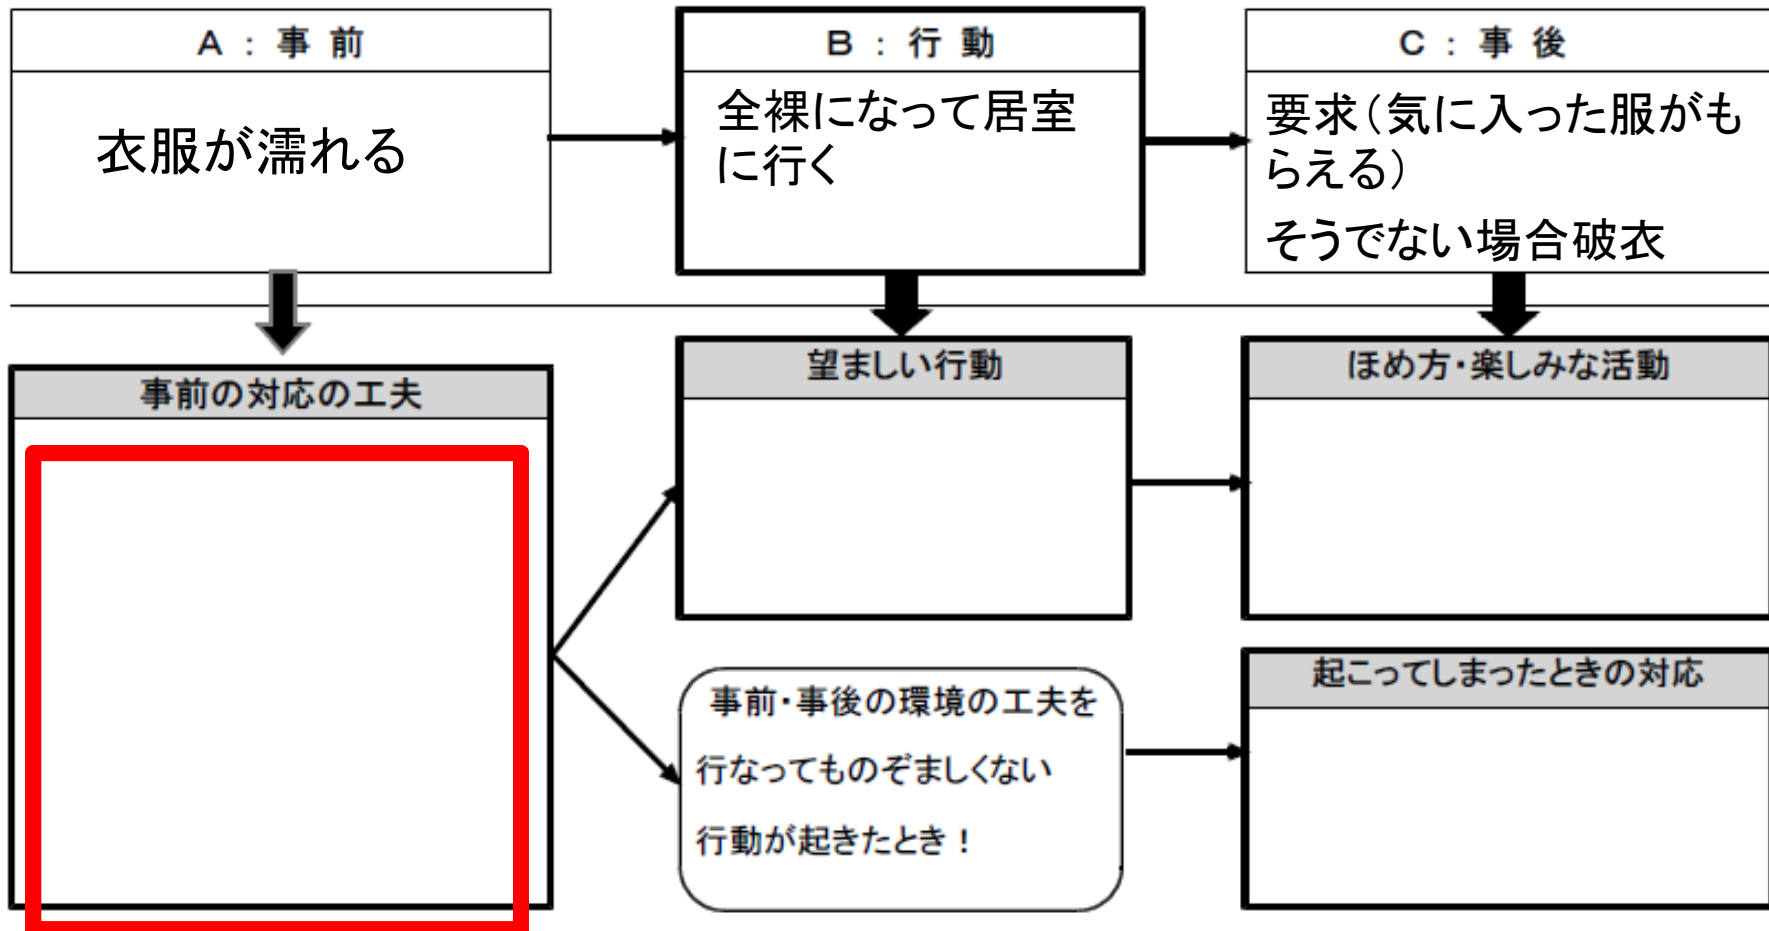 A : 事 前
B : 行 動
C : 事 後
衣服が濡れる
全裸になって居室
に行く
要求(気に入った服がも
らえる)
そうでない場合破衣
事前の対応の工夫
望ましい行動
ほめ方・楽しみな活動
事前・事後の環境の工夫を
行なってものぞましくない
行動が起きたとき！
起こってしまったときの対応